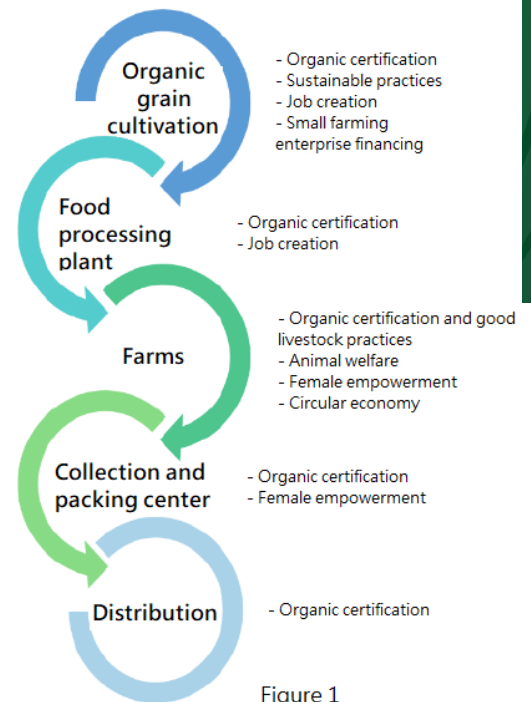 Organic
grain
cultivation
- Organic certification
- Sustainable practices
- Job creation
- Small farming
enterprise financing
Food
processing
plant
- Organic certification
- Job creation
Farms
- Organic certification and good
livestock practices
- Animal welfare
- Female empowerment
- Circular economy
Collection and
packing center
- Organic certification
- Female empowerment
Distribution
- Organic certification
Figure 1